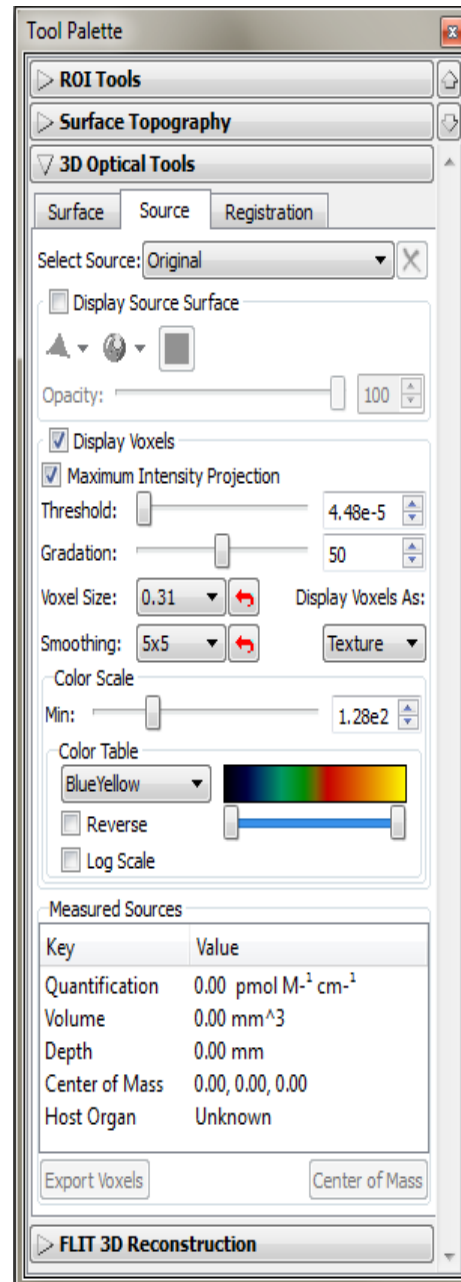 Tool Palette
ROI Tools
Surface Topography
3D Optical Tools
Surface Source Registration
Select Source: Original
Display Source Surface
Opacity: 100
Display Voxels
Maximum Intensity Projection
Threshold: 4.48e-5
Gradation: 50
Voxel Size: 0.31 Display Voxels As:
Smoothing: 5x5 Texture
Color Scale
Min: 1.28e2
Color Table
BlueYellow
Reverse
Log Scale
Measured Sources
Key Value
Quantification 0.00 pmol M-¹ cm-¹
Volume 0.00 mm^3
Depth 0.00 mm
Center of Mass 0.00, 0.00, 0.00
Host Organ Unknown
Export Voxels Center of Mass
FLIT 3D Reconstruction